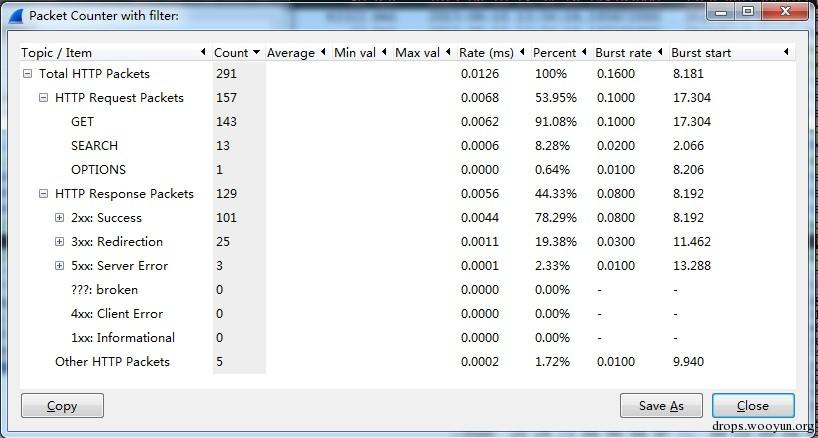 Packet Counter with filter:
Topic / Item Count Average Min val Max val Rate (ms) Percent Burst rate Burst start
Total HTTP Packets 291 0.0126 100% 0.1600 8.181
HTTP Request Packets 157 0.0068 53.95% 0.1000 17.304
GET 143 0.0062 91.08% 0.1000 17.304
SEARCH 13 0.0006 8.28% 0.0200 2.066
OPTIONS 1 0.0000 0.64% 0.0100 8.206
HTTP Response Packets 129 0.0056 44.33% 0.0800 8.192
2xx: Success 101 0.0044 78.29% 0.0800 8.192
3xx: Redirection 25 0.0011 19.38% 0.0300 11.462
5xx: Server Error 3 0.0001 2.33% 0.0100 13.288
???: broken 0 0.0000 0.00% - -
4xx: Client Error 0 0.0000 0.00% - -
1xx: Informational 0 0.0000 0.00% - -
Other HTTP Packets 5 0.0002 1.72% 0.0100 9.940
Copy Save As Close
drops.wooyun.org